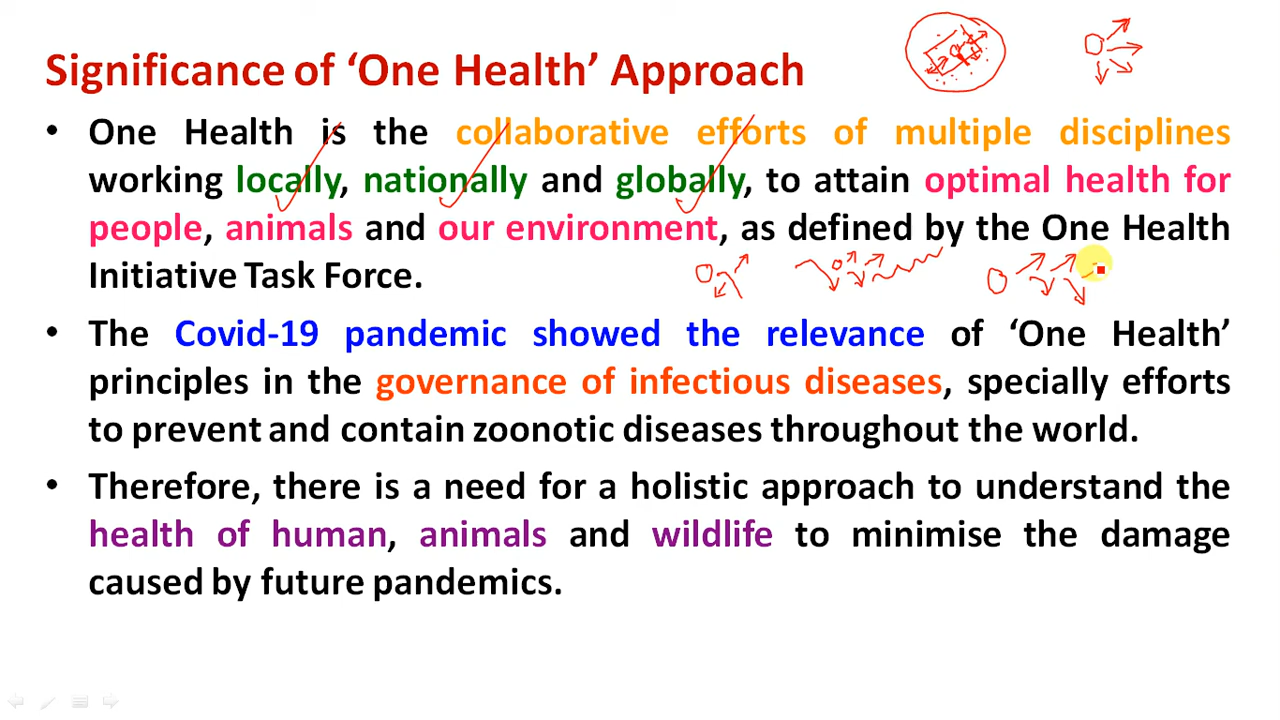 Significance of ‘One Health’ Approach
• One Health is the collaborative efforts of multiple disciplines
working locally, nationally and globally, to attain optimal health for
people, animals and our environment, as defined by the One Health
Initiative Task Force.
• The Covid-19 pandemic showed the relevance of ‘One Health’
principles in the governance of infectious diseases, specially efforts
to prevent and contain zoonotic diseases throughout the world.
• Therefore, there is a need for a holistic approach to understand the
health of human, animals and wildlife to minimise the damage
caused by future pandemics.